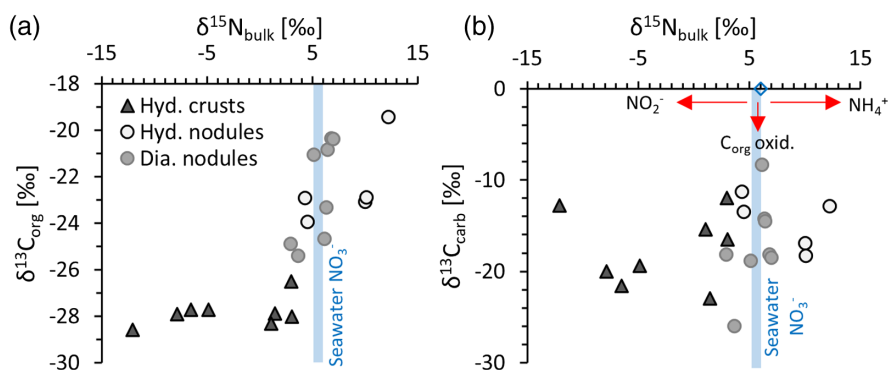 (a)
δ15Nbulk [‰]
-15 -5 5 15
-18
-20
-22
-24
-26
-28
-30
δ13Corg [‰]
Hyd. crusts
Hyd. nodules
Dia. nodules
Seawater NO3-
(b)
δ15Nbulk [‰]
-15 -5 5 15
0
-10
-20
-30
δ13Ccarb [‰]
NO2- NH4+
Corg oxid.
Seawater
NO3-